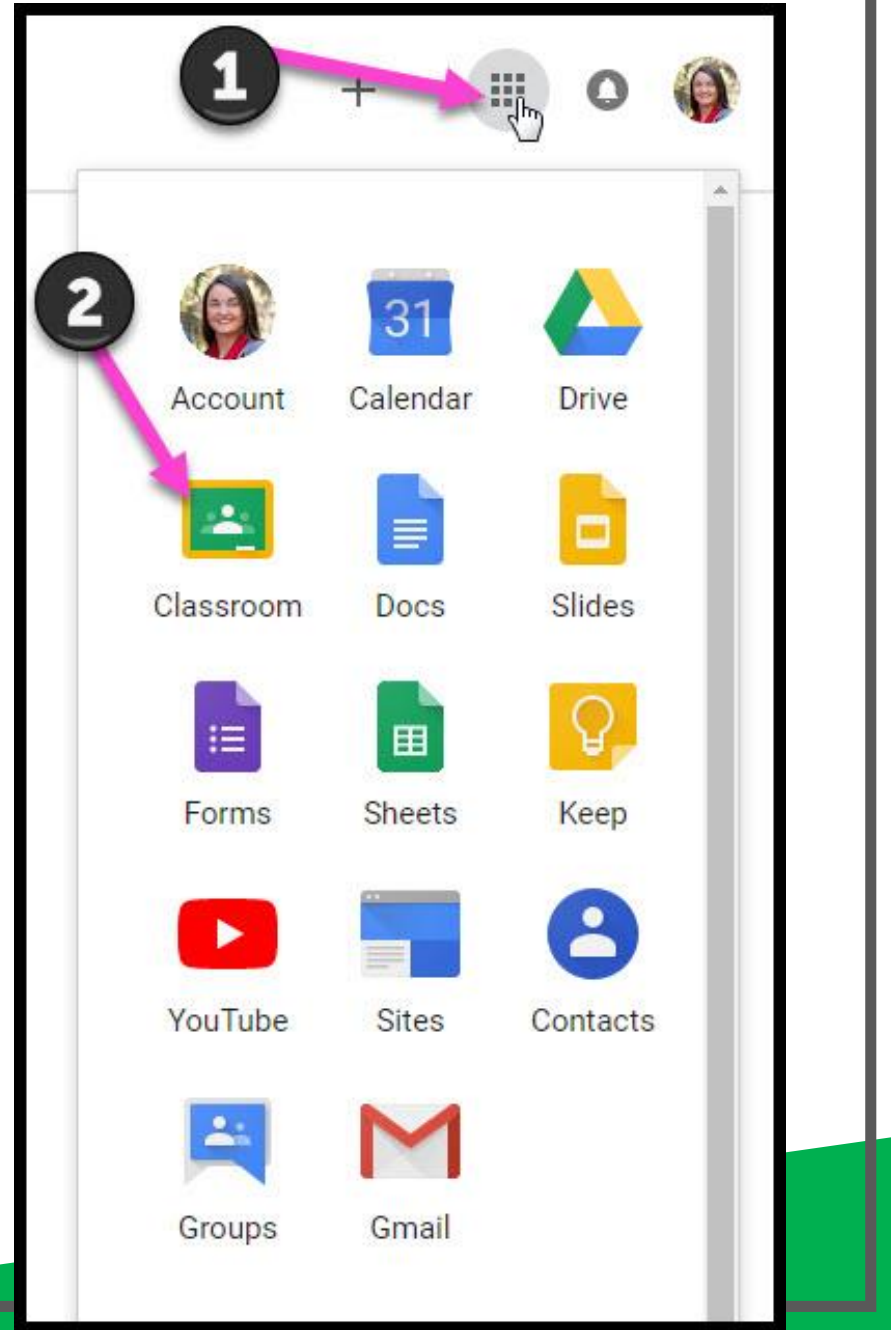 1
2
31
Account Calendar Drive
Classroom Docs Slides
Forms Sheets Keep
YouTube Sites Contacts
Groups Gmail